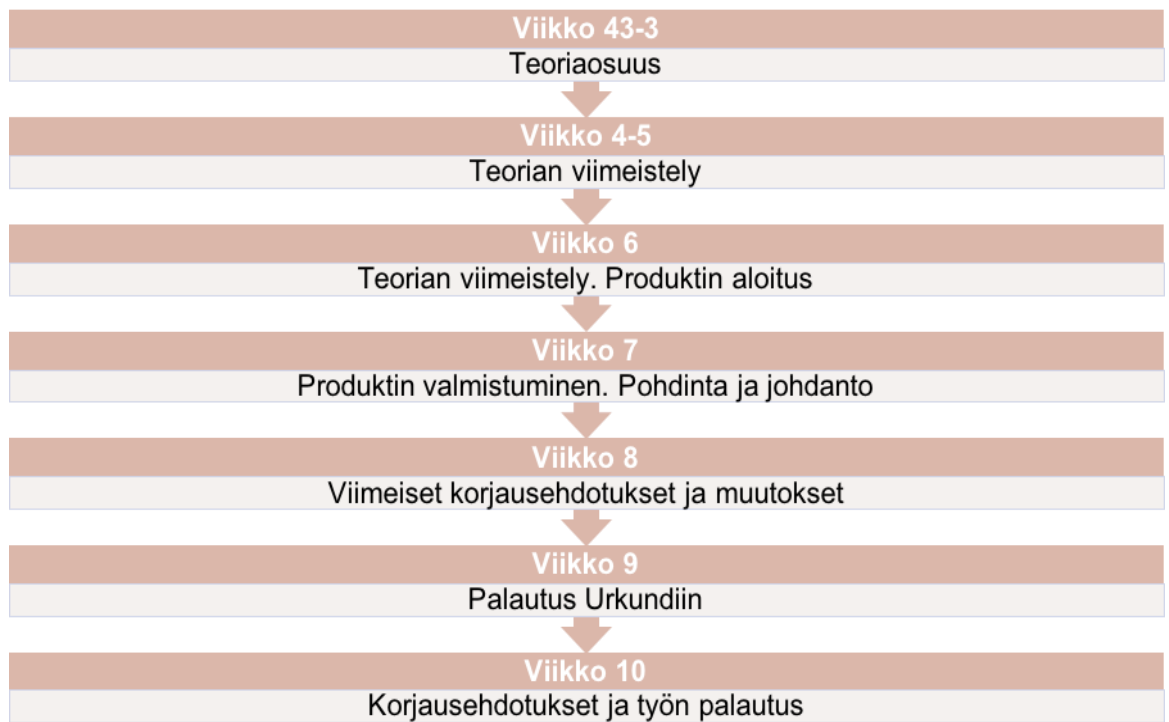 Viikko 43-3
Teoriaosuus
Viikko 4-5
Teorian viimeistely
Viikko 6
Teorian viimeistely. Produktin aloitus
Viikko 7
Produktin valmistuminen. Pohdinta ja johdanto
Viikko 8
Viimeiset korjausehdotukset ja muutokset
Viikko 9
Palautus Urkundiin
Viikko 10
Korjausehdotukset ja työn palautus